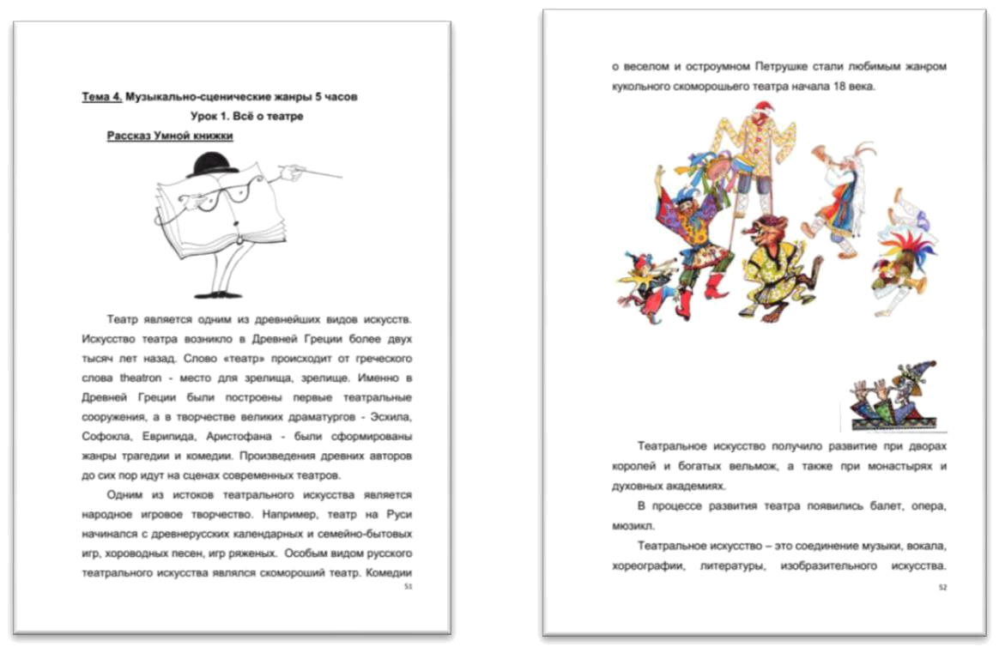 Тема 4. Музыкально-сценические жанры 5 часов
Урок 1. Всё о театре
Рассказ Умной книжки
Театр является одним из древнейших видов искусств.
Искусство театра возникло в Древней Греции более двух
тысяч лет назад. Слово «театр» происходит от греческого
слова theatron - место для зрелища, зрелище. Именно в
Древней Греции были построены первые театральные
сооружения, а в творчестве великих драматургов - Эсхила,
Софокла, Еврипида, Аристофана - были сформированы
жанры трагедии и комедии. Произведения древних авторов
до сих пор идут на сценах современных театров.
Одним из истоков театрального искусства является
народное игровое творчество. Например, театр на Руси
начинался с древнерусских календарных и семейно-бытовых
игр, хороводных песен, игр ряженых. Особым видом русского
театрального искусства являлся скомороший театр. Комедии
51
о веселом и остроумном Петрушке стали любимым жанром
кукольного скоморошьего театра начала 18 века.
Театральное искусство получило развитие при дворах
королей и богатых вельмож, а также при монастырях и
духовных академиях.
В процессе развития театра появились балет, опера,
мюзикл.
Театральное искусство – это соединение музыки, вокала,
хореографии, литературы, изобразительного искусства.
52